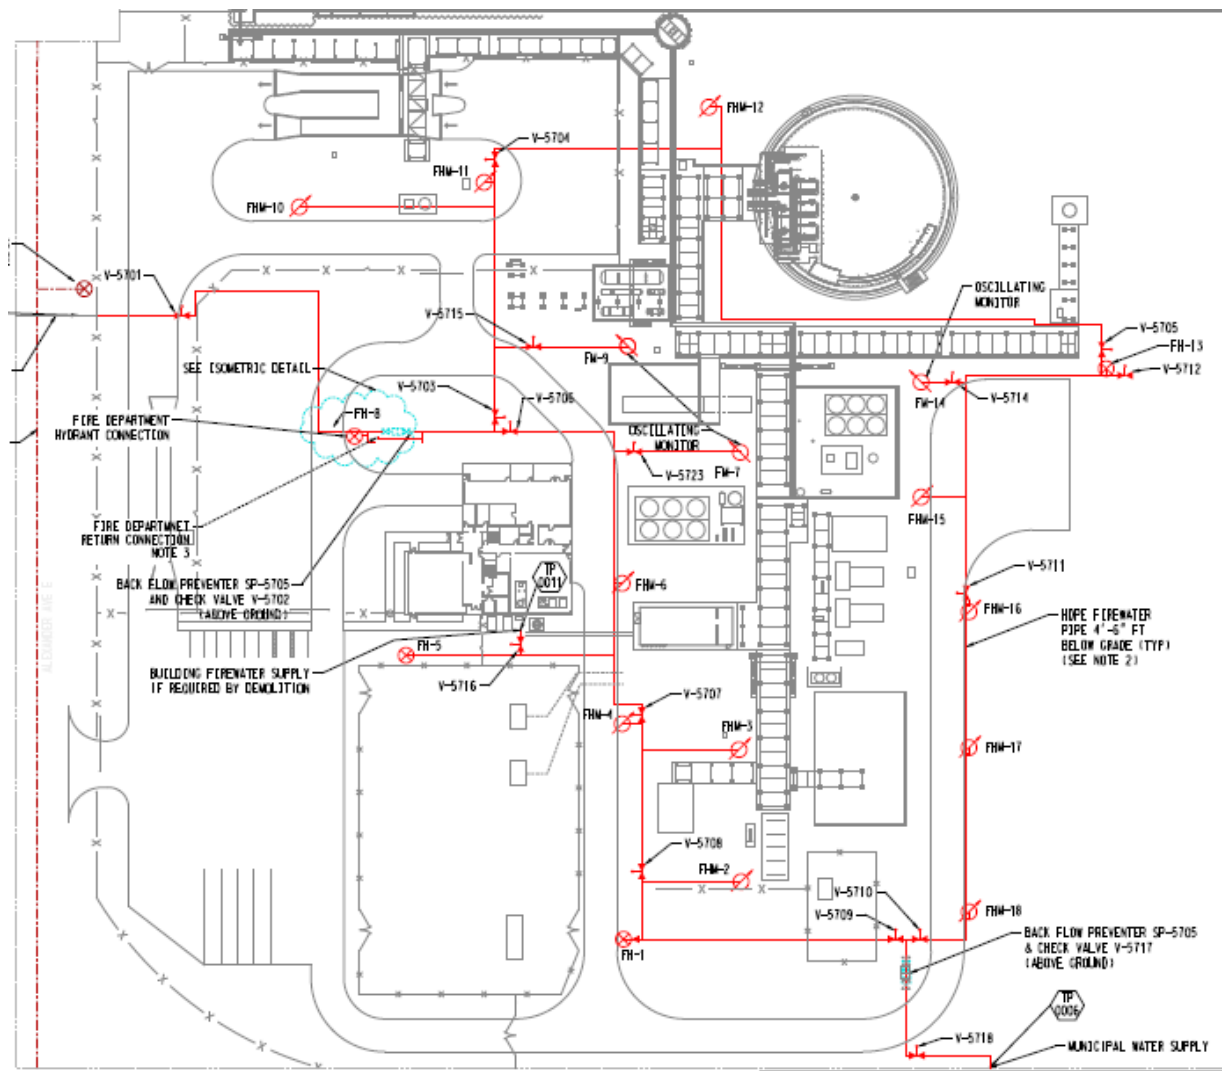 FHM-12
V-5704
FHM-11
FHM-10
V-5701
OSCILLATING
MONITOR
V-5715
V-5705
FH-13
FW-9
V-5712
SEE ISOMETRIC DETAIL
V-5703
V-5706
FW-14
V-5714
FH-8
FIRE DEPARTMENT
HYDRANT CONNECTION
OSCILLATING
MONITOR
FW-7
V-5723
FIRE DEPARTMNET
RETURN CONNECTION
NOTE 3
FHM-15
BACK FLOW PREVENTER SP-5705
AND CHECK VALVE V-5702
(ABOVE GROUND)
TP
0011
FHM-6
V-5711
FHM-16
HDPE FIREWATER
PIPE 4'-6" FT
BELOW GRADE (TYP)
(SEE NOTE 2)
ALEXANDER AVE E
FH-5
BUILDING FIREWATER SUPPLY
IF REQUIRED BY DEMOLITION
V-5716
V-5707
FHM-4
FHM-3
FHM-17
V-5708
FHM-2
V-5710
V-5709
FHM-18
FH-1
BACK FLOW PREVENTER SP-5705
& CHECK VALVE V-5717
(ABOVE GROUND)
TP
0006
V-5718
MUNICIPAL WATER SUPPLY